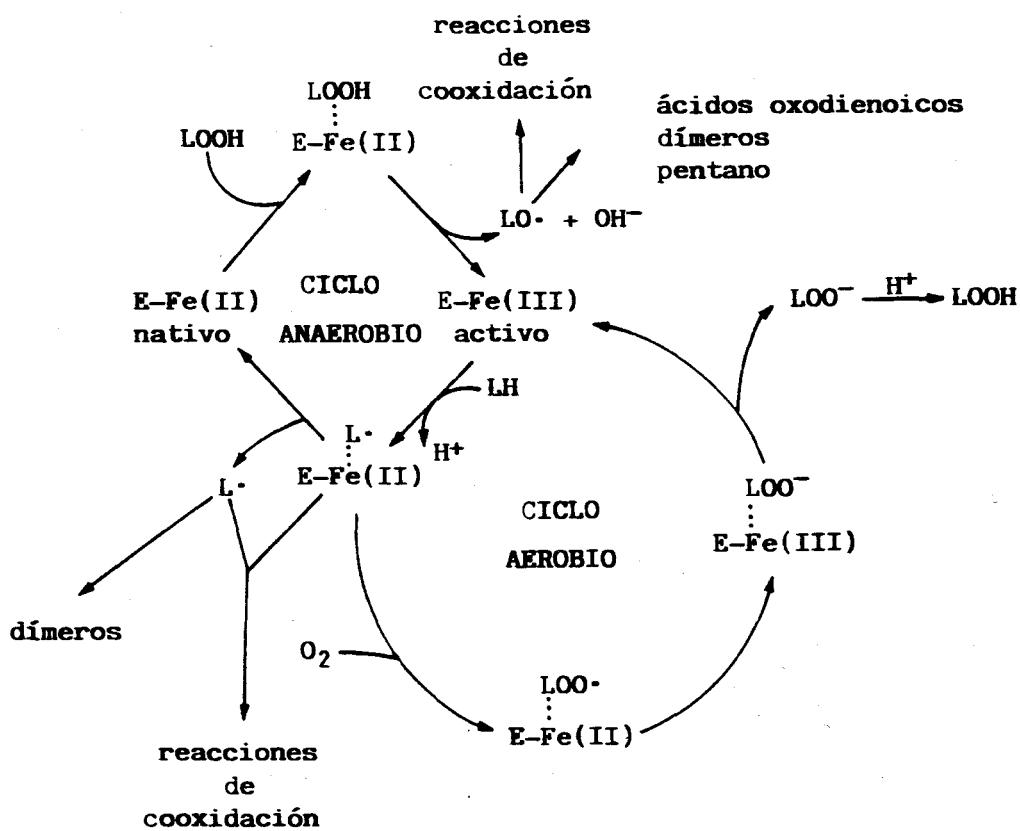 reacciones
de
cooxidación
LOOH
E-Fe(II)
LOOH
ácidos oxodienoicos
dímeros
pentano
LO· + OH⁻
E-Fe(II)
nativo
CICLO
ANAEROBIO
E-Fe(III)
activo
LOO⁻
H⁺
LOOH
LH
H⁺
L·
E-Fe(II)
L·
dímeros
CICLO
AEROBIO
LOO⁻
E-Fe(III)
O₂
LOO·
E-Fe(II)
reacciones
de
cooxidación